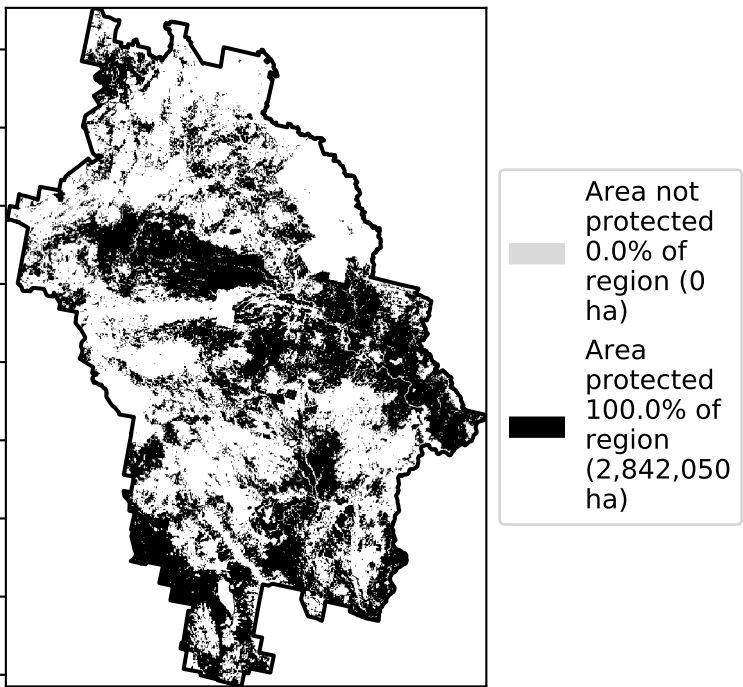 Area not
protected
0.0% of
region (0
ha)
Area
protected
100.0% of
region
(2,842,050
ha)